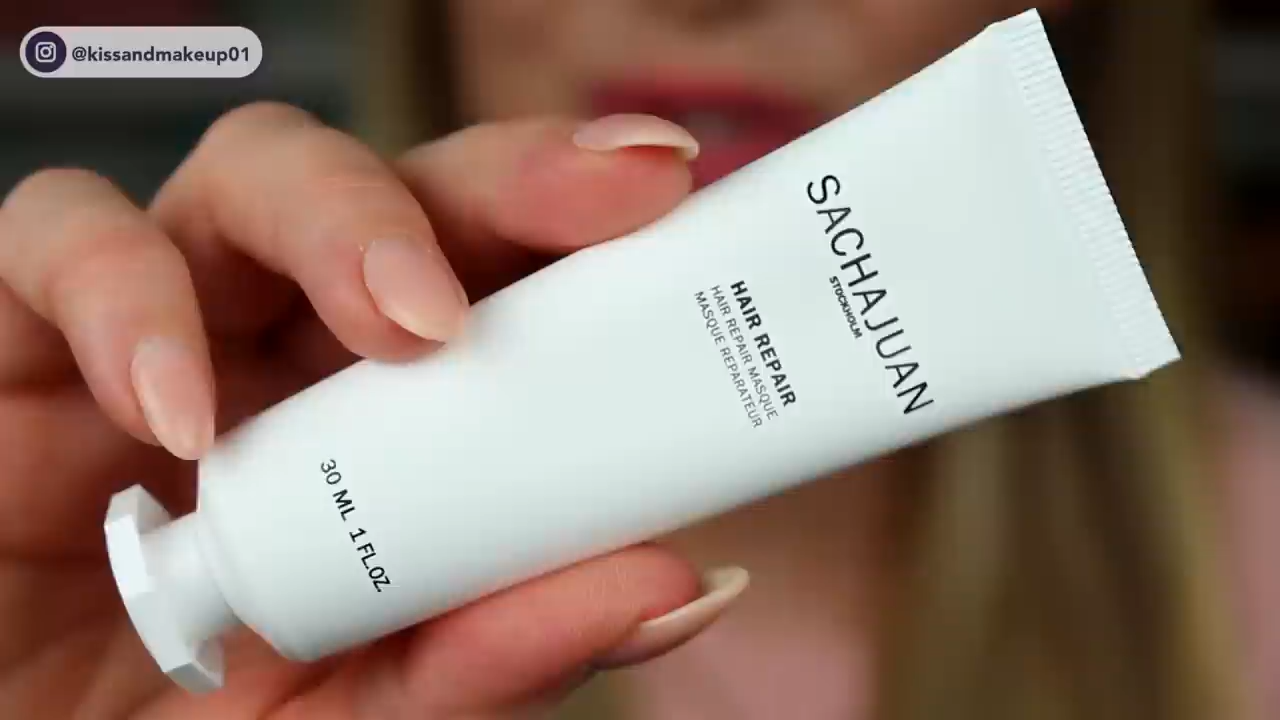 @kissandmakeup01
SACHAJUAN
STOCKHOLM
HAIR REPAIR
HAIR REPAIR MASQUE
MASQUE REPARATEUR
30 ML 1 FL.OZ.